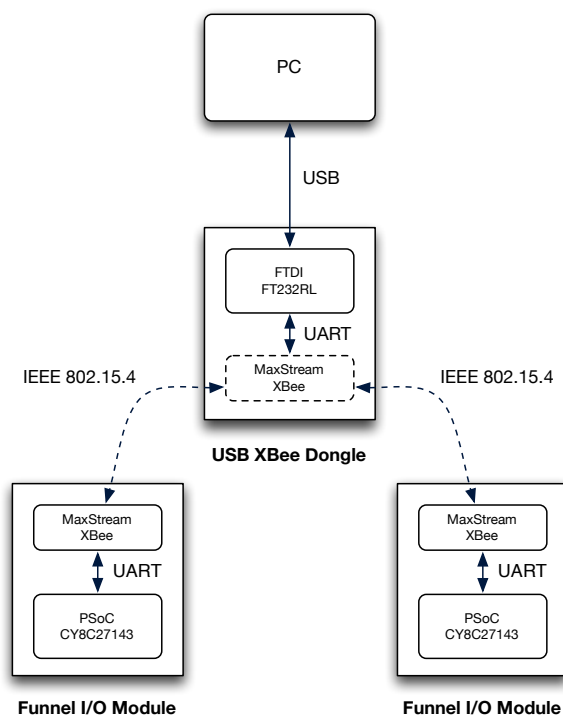 PC
USB
FTDI
FT232RL
UART
MaxStream
XBee
IEEE 802.15.4
IEEE 802.15.4
USB XBee Dongle
MaxStream
XBee
UART
PSoC
CY8C27143
Funnel I/O Module
MaxStream
XBee
UART
PSoC
CY8C27143
Funnel I/O Module